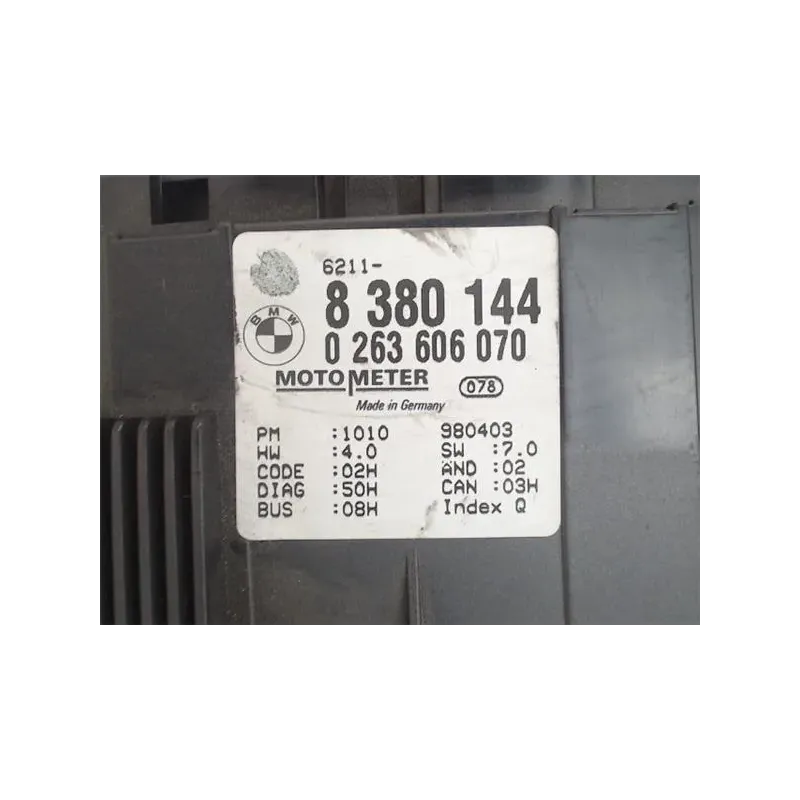 6211-
8 380 144
BMW
0 263 606 070
MOTOMETER 078
Made in Germany
PM :1010 980403
HW :4.0 SW :7.0
CODE :02H AND :02
DIAG :50H CAN :03H
BUS :08H Index Q